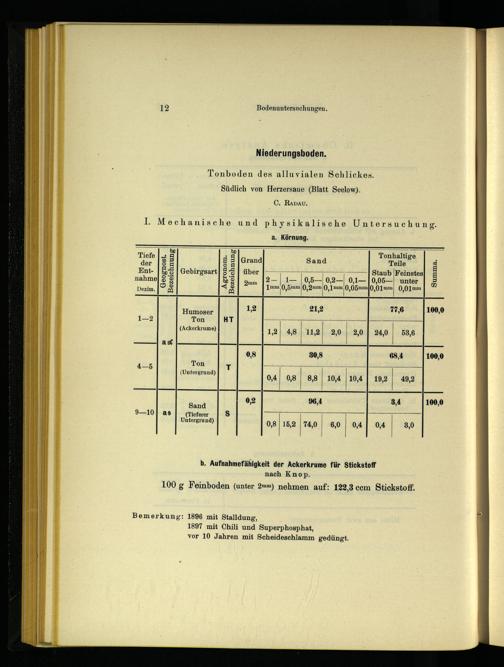 12
Bodenuntersuchungen.
Niederungsboden.
Tonboden des alluvialen Schlickes.
Südlich von Herzersaue (Blatt Seelow).
C. Radau.
I. Mechanische und physikalische Untersuchung.
a. Körnung.
Tiefe der Ent-nahme Dezim. | Geognost. Bezeichnung | Gebirgsart | Agronom. Bezeichnung | Grand über 2mm | Sand | Tonhaltige Teile | Summa.
2—1mm | 1—0,5mm | 0,5—0,2mm | 0,2—0,1mm | 0,1—0,05mm | Staub 0,05—0,01mm | Feinstes unter 0,01mm
1—2 | Humoser Ton (Ackerkrume) | HT | 1,2 | 21,2 | 77,6 | 100,0
1,2 | 4,8 | 11,2 | 2,0 | 2,0 | 24,0 | 53,6
4—5 | Ton (Untergrund) | T | 0,8 | 30,8 | 68,4 | 100,0
0,4 | 0,8 | 8,8 | 10,4 | 10,4 | 19,2 | 49,2
9—10 | as | Sand (Tieferer Untergrund) | S | 0,2 | 96,4 | 3,4 | 100,0
0,8 | 15,2 | 74,0 | 6,0 | 0,4 | 0,4 | 3,0
b. Aufnahmefähigkeit der Ackerkrume für Stickstoff
nach Knop.
100 g Feinboden (unter 2mm) nehmen auf: 122,3 ccm Stickstoff.
Bemerkung: 1896 mit Stalldung,
1897 mit Chili und Superphosphat,
vor 10 Jahren mit Scheideschlamm gedüngt.